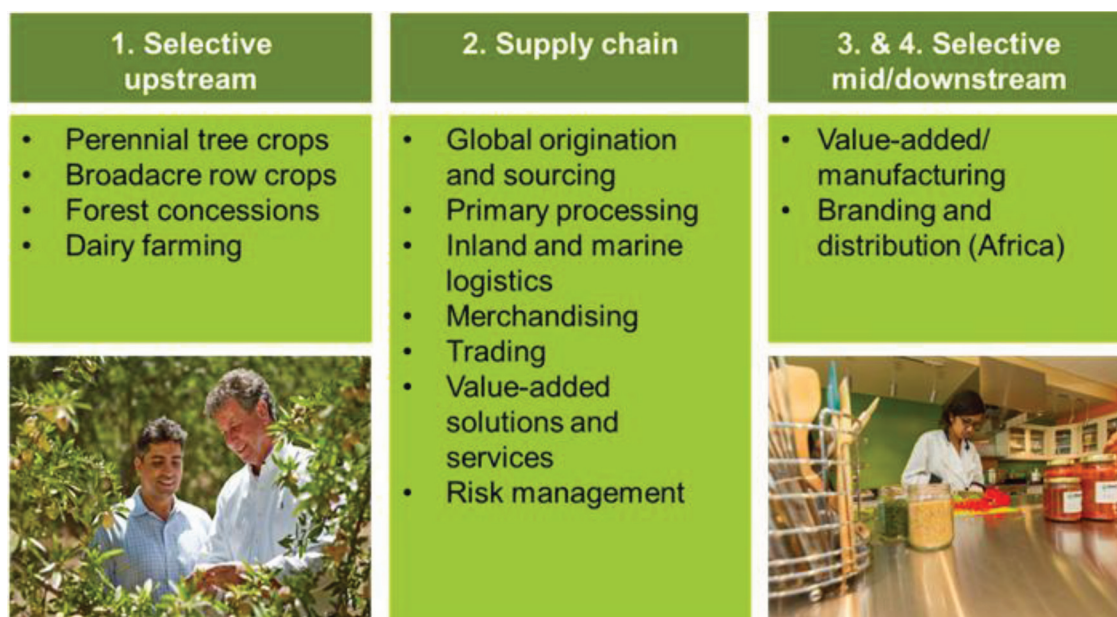 1. Selective
upstream
• Perennial tree crops
• Broadacre row crops
• Forest concessions
• Dairy farming
2. Supply chain
• Global origination
and sourcing
• Primary processing
• Inland and marine
logistics
• Merchandising
• Trading
• Value-added
solutions and
services
• Risk management
3. & 4. Selective
mid/downstream
• Value-added/
manufacturing
• Branding and
distribution (Africa)